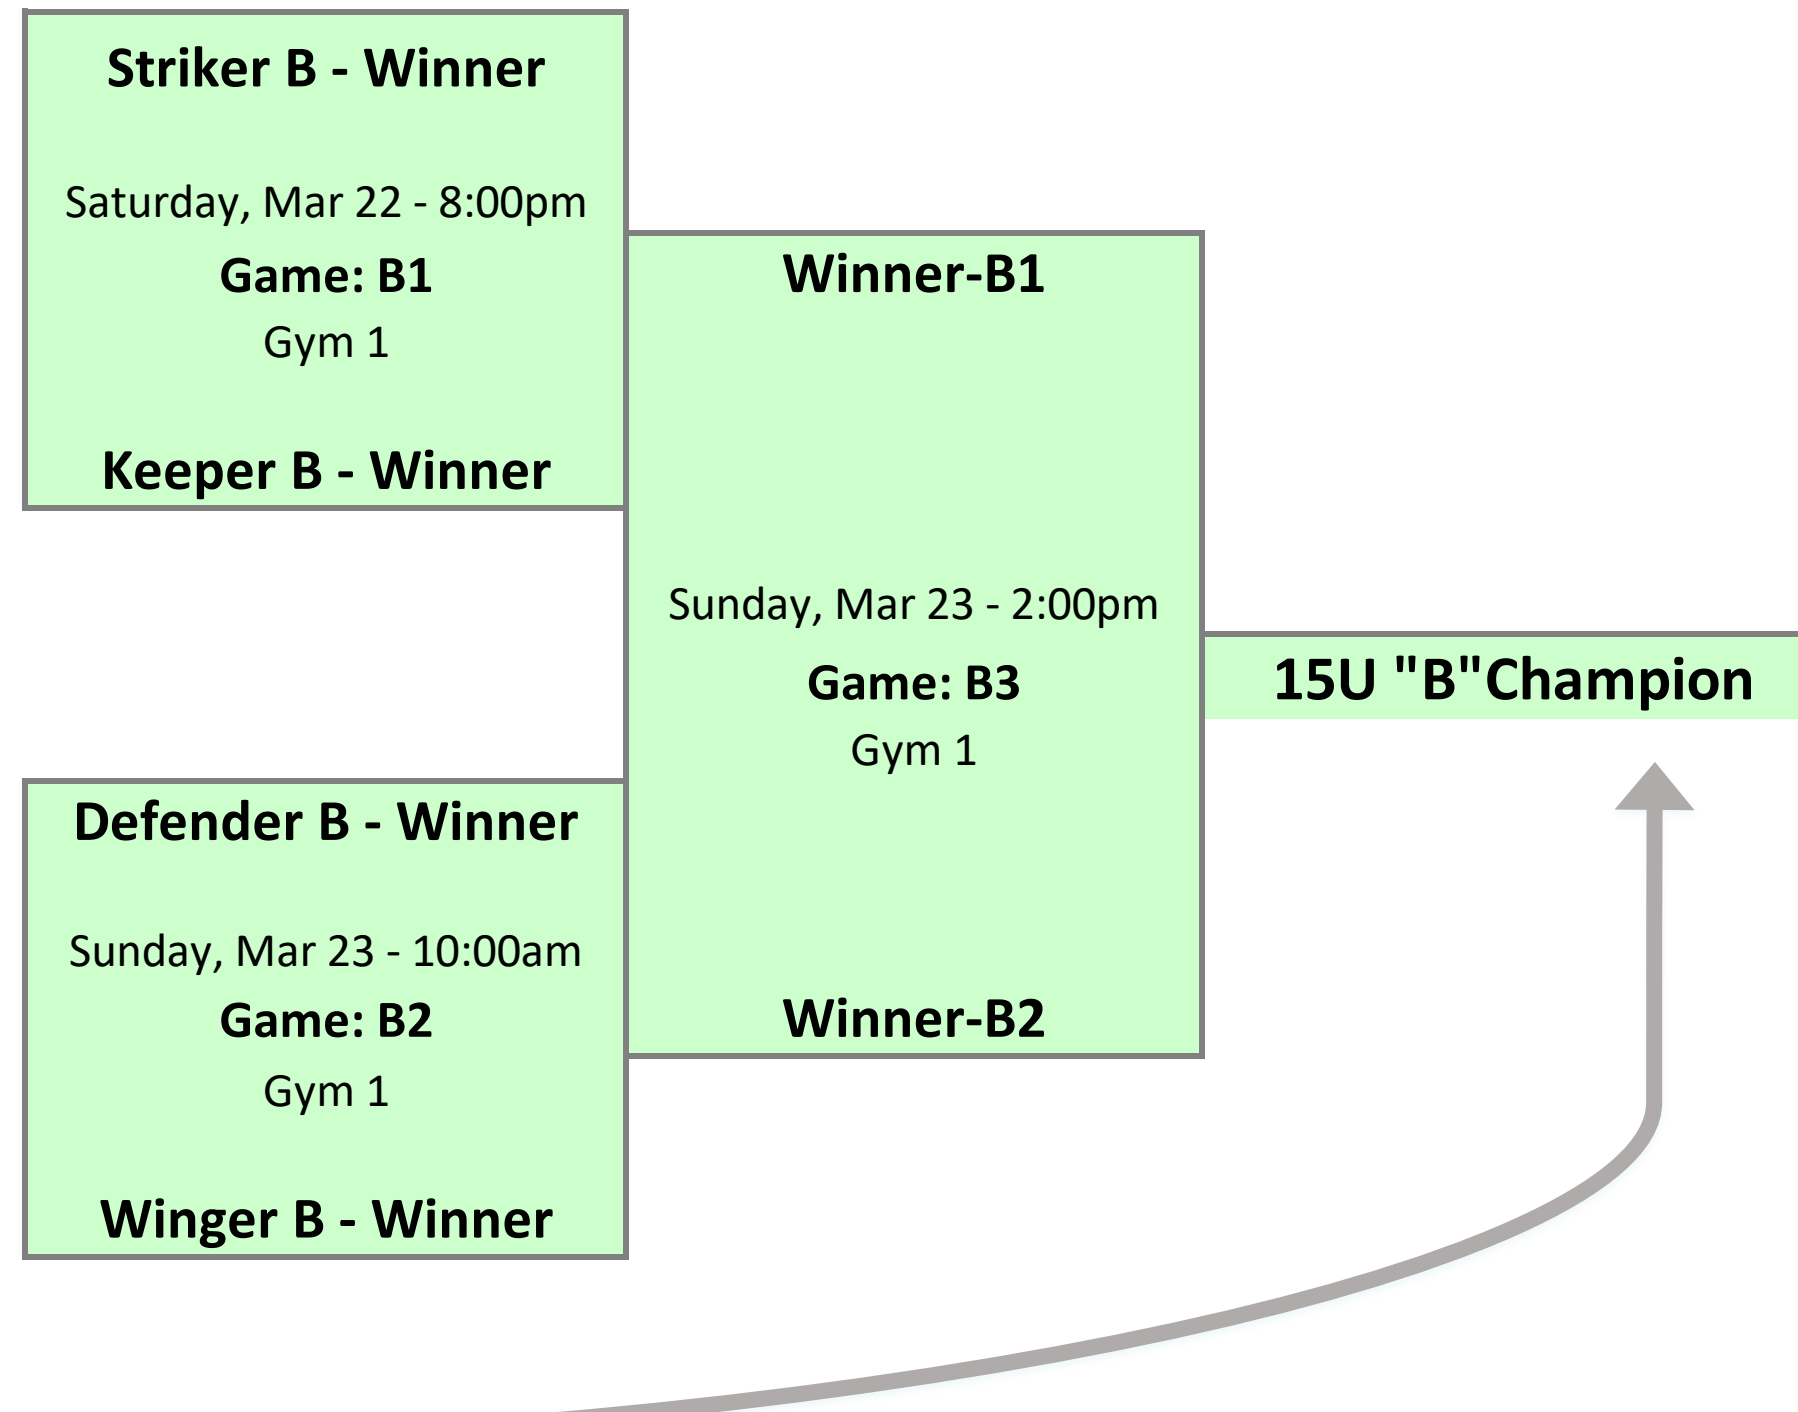 Striker B - Winner
Saturday, Mar 22 - 8:00pm
Game: B1
Gym 1
Keeper B - Winner
Winner-B1
Sunday, Mar 23 - 2:00pm
Game: B3
Gym 1
Winner-B2
15U "B"Champion
Defender B - Winner
Sunday, Mar 23 - 10:00am
Game: B2
Gym 1
Winger B - Winner